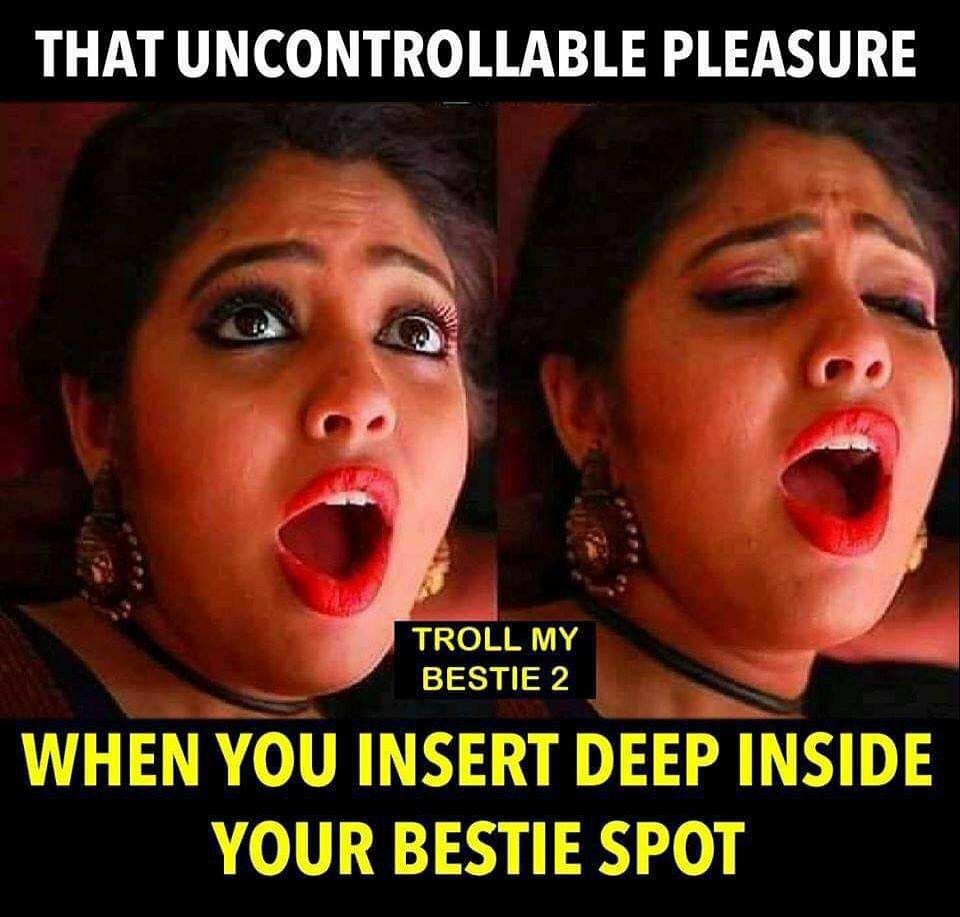 THAT UNCONTROLLABLE PLEASURE
TROLL MY
BESTIE 2
WHEN YOU INSERT DEEP INSIDE
YOUR BESTIE SPOT